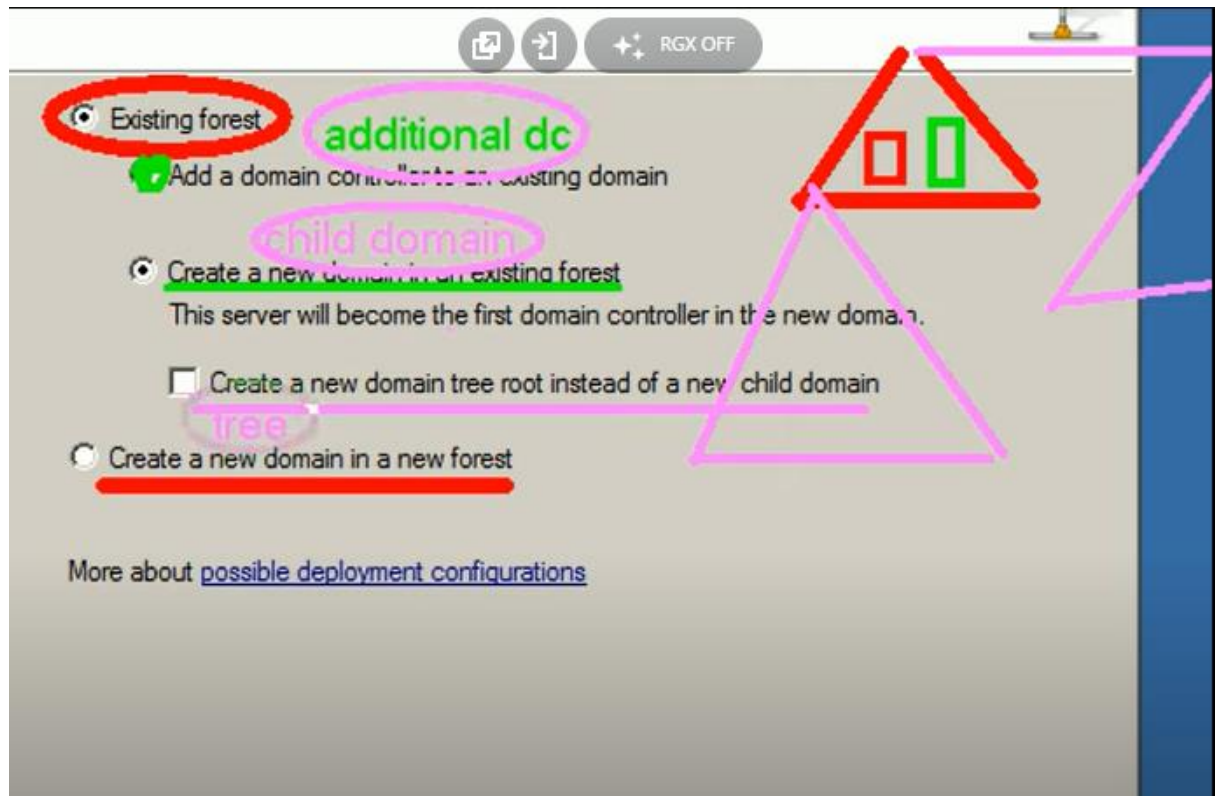 RGX OFF
Existing forest
additional dc
Add a domain controller to an existing domain
child domain
Create a new domain in an existing forest
This server will become the first domain controller in the new domain.
Create a new domain tree root instead of a new child domain
tree
Create a new domain in a new forest
More about possible deployment configurations